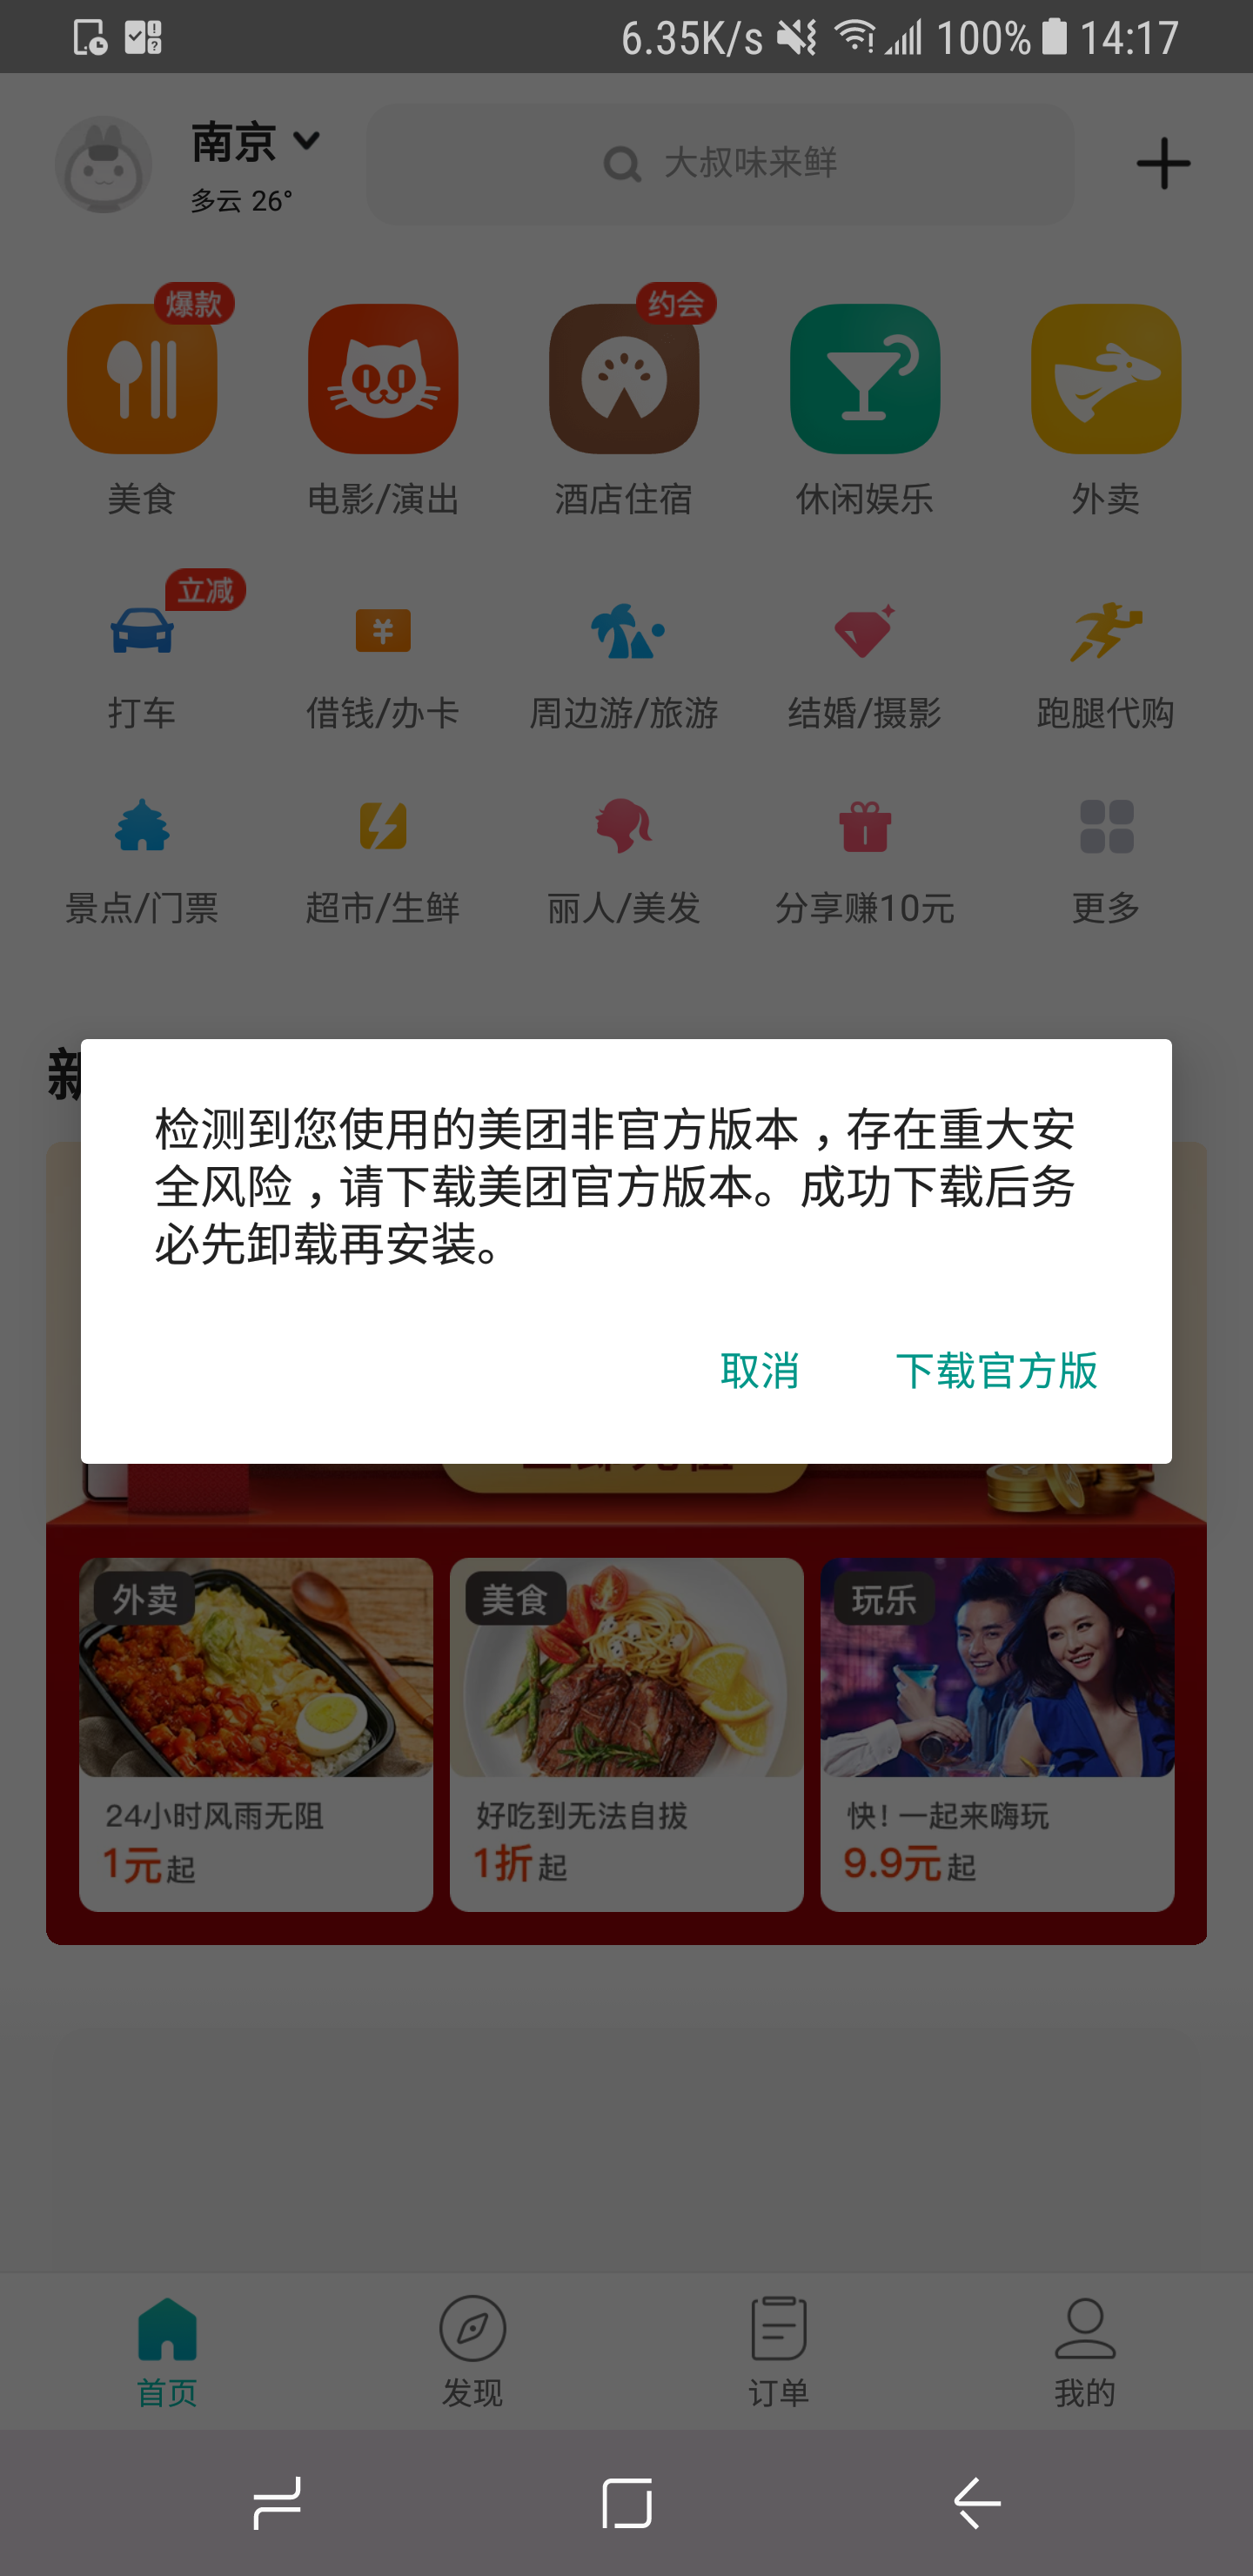 6.35K/s 100% 14:17
南京
多云 26°
大叔味来鲜
爆款
约会
美食 电影/演出 酒店住宿 休闲娱乐 外卖
立减
打车 借钱/办卡 周边游/旅游 结婚/摄影 跑腿代购
景点/门票 超市/生鲜 丽人/美发 分享赚10元 更多
新
检测到您使用的美团非官方版本，存在重大安
全风险，请下载美团官方版本。成功下载后务
必先卸载再安装。
取消 下载官方版
外卖 美食 玩乐
24小时风雨无阻 好吃到无法自拔 快！一起来嗨玩
1元起 1折起 9.9元起
首页 发现 订单 我的